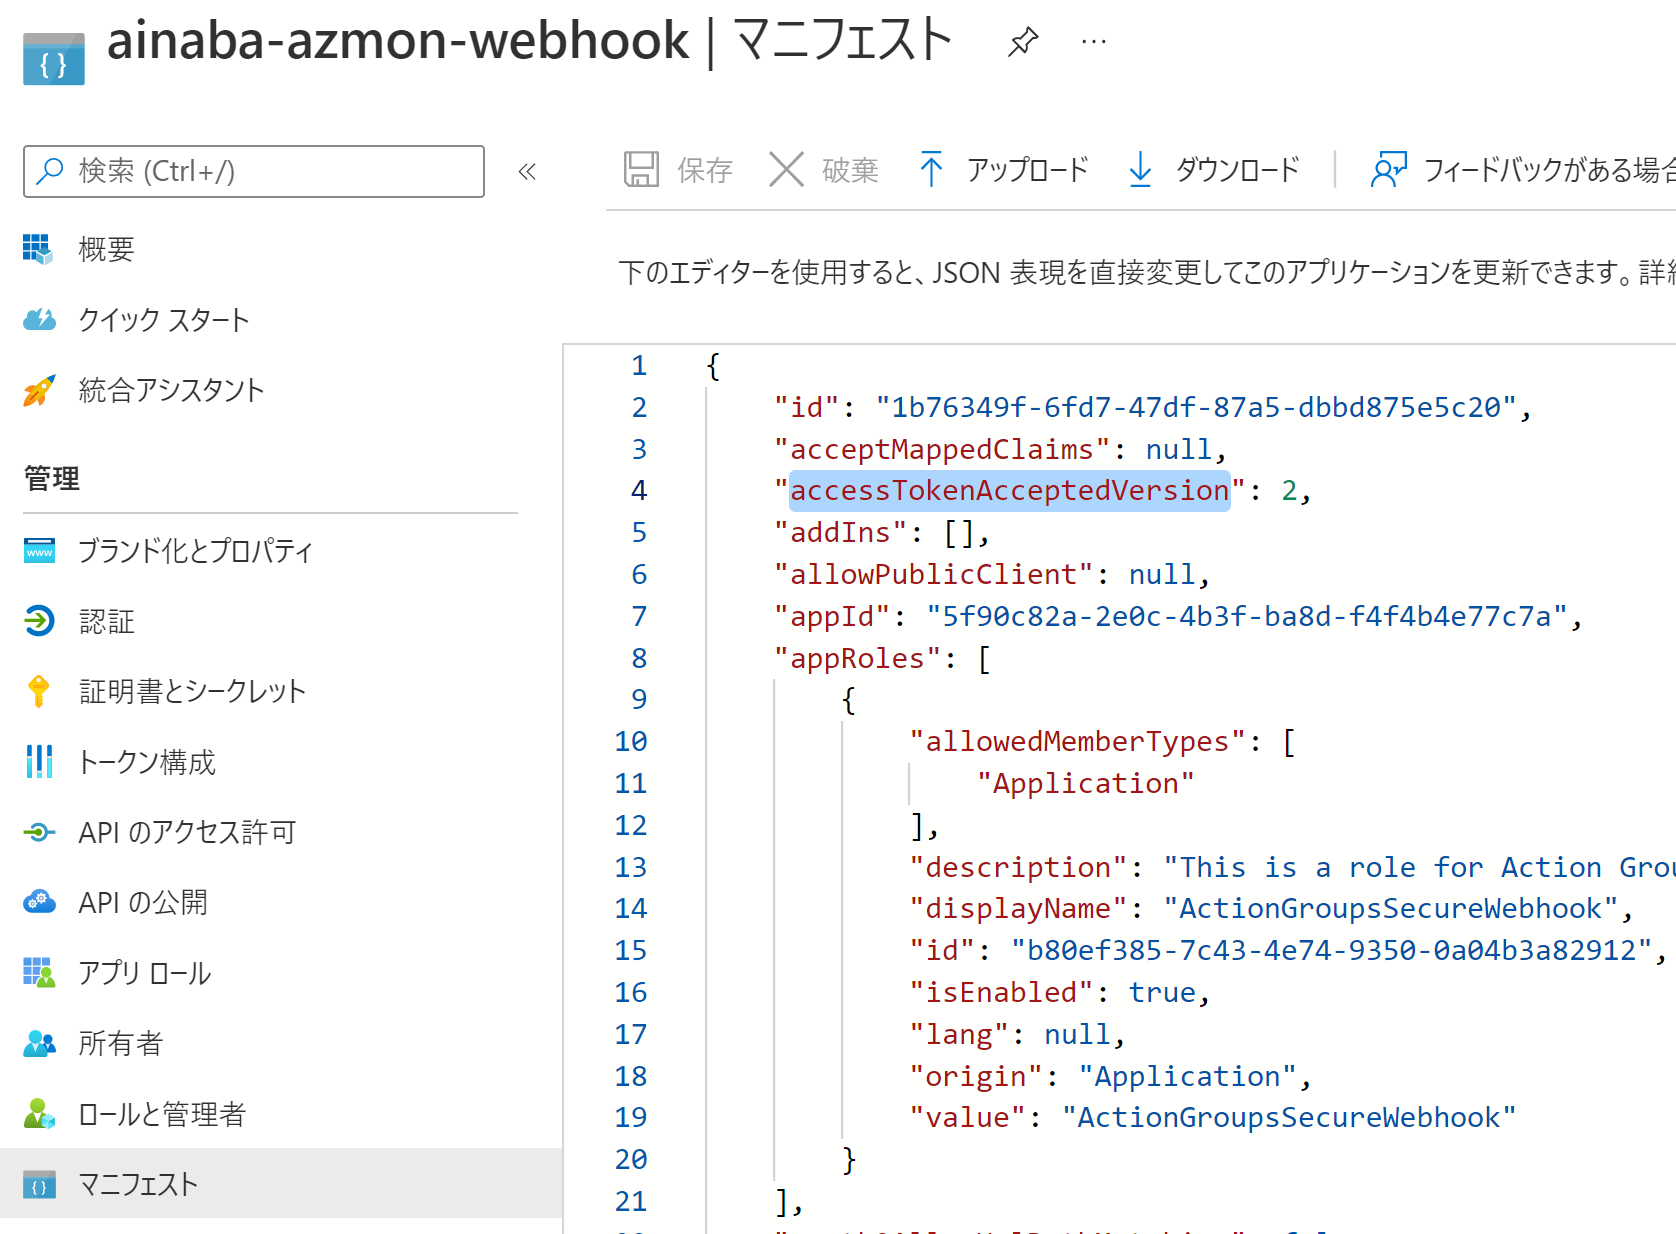 ainaba-azmon-webhook | マニフェスト
検索 (Ctrl+/)
概要
クイック スタート
統合アシスタント
管理
ブランド化とプロパティ
認証
証明書とシークレット
トークン構成
API のアクセス許可
API の公開
アプリ ロール
所有者
ロールと管理者
マニフェスト
保存 破棄 アップロード ダウンロード フィードバックがある場合
下のエディターを使用すると、JSON 表現を直接変更してこのアプリケーションを更新できます。詳細
1 {
2 "id": "1b76349f-6fd7-47df-87a5-dbbd875e5c20",
3 "acceptMappedClaims": null,
4 "accessTokenAcceptedVersion": 2,
5 "addIns": [],
6 "allowPublicClient": null,
7 "appId": "5f90c82a-2e0c-4b3f-ba8d-f4f4b4e77c7a",
8 "appRoles": [
9 {
10 "allowedMemberTypes": [
11 "Application"
12 ],
13 "description": "This is a role for Action Grou
14 "displayName": "ActionGroupsSecureWebhook",
15 "id": "b80ef385-7c43-4e74-9350-0a04b3a82912",
16 "isEnabled": true,
17 "lang": null,
18 "origin": "Application",
19 "value": "ActionGroupsSecureWebhook"
20 }
21 ],